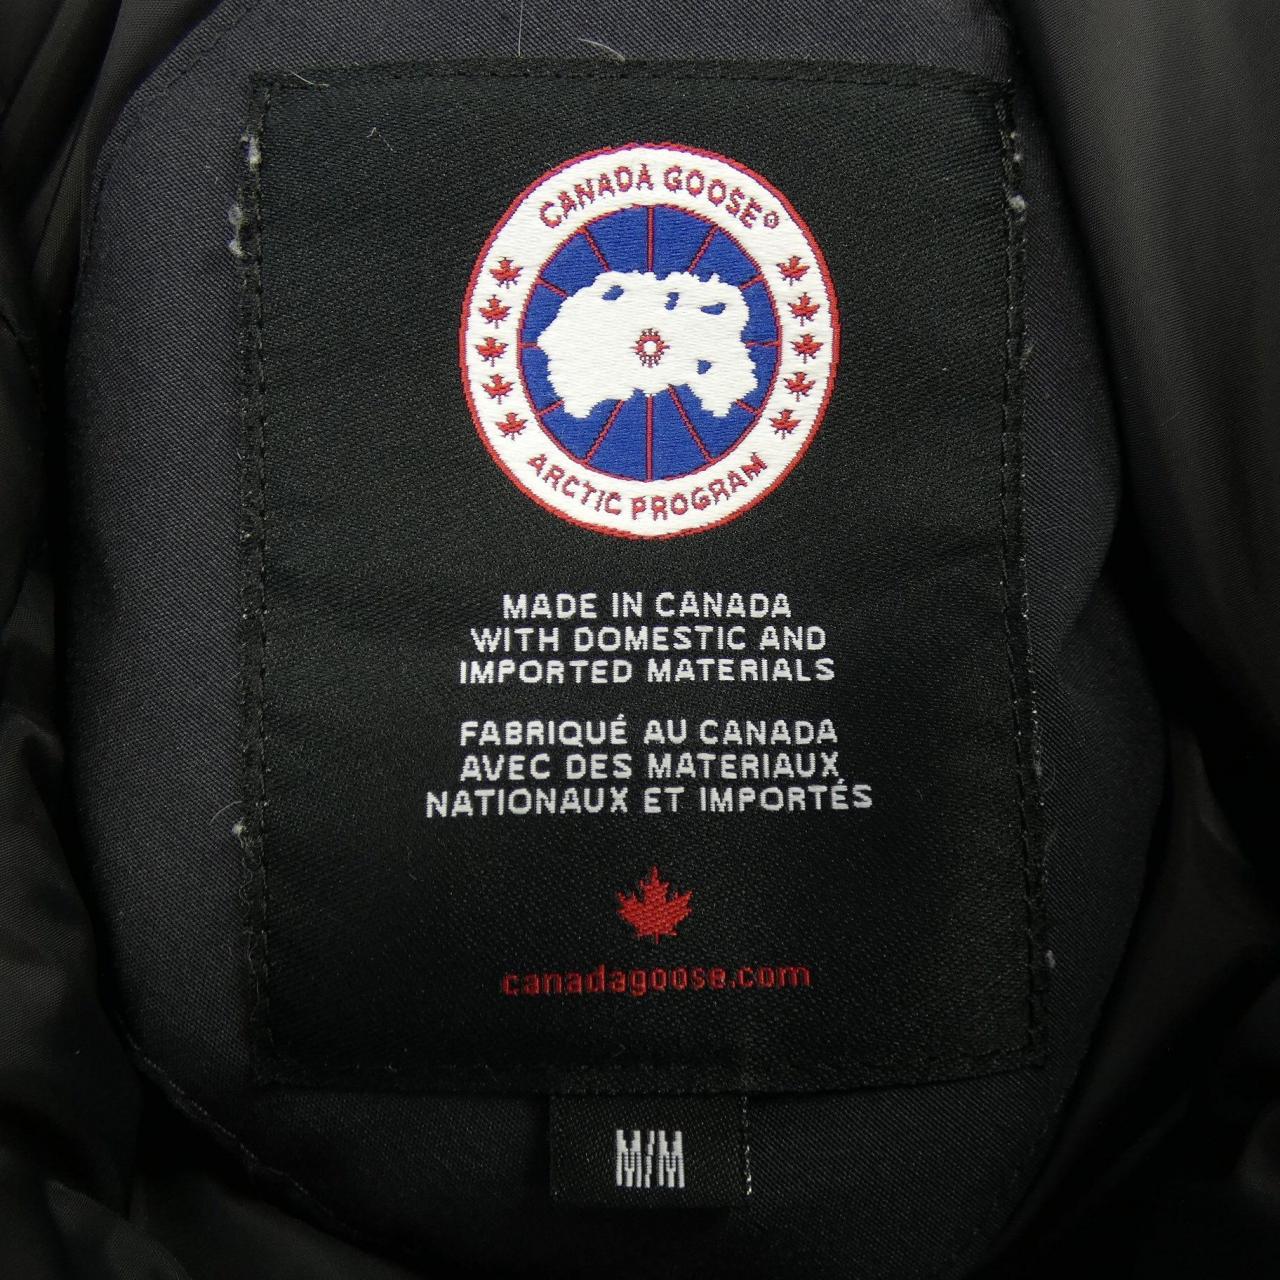 CANADA GOOSE®
ARCTIC PROGRAM
MADE IN CANADA
WITH DOMESTIC AND
IMPORTED MATERIALS
FABRIQUÉ AU CANADA
AVEC DES MATERIAUX
NATIONAUX ET IMPORTÉS
canadagoose.com
M/M